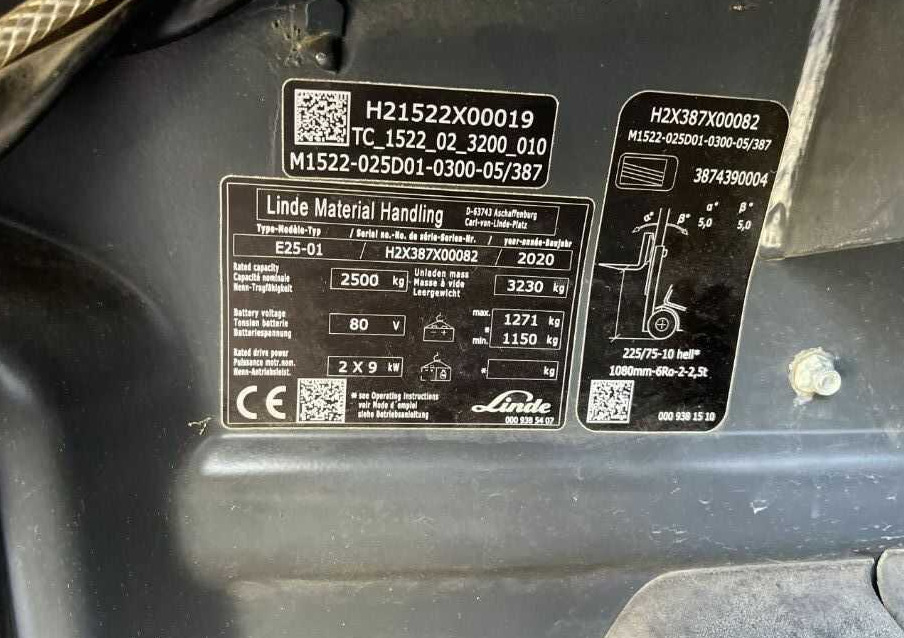 H21522X00019
TC_1522_02_3200_010
M1522-025D01-0300-05/387
Linde Material Handling
D-63743 Aschaffenburg
Carl-von-Linde-Platz
Type-Modèle-Typ / Serial no.-No. de série-Serien-Nr. / year-année-Baujahr
E25-01 / H2X387X00082 / 2020
Rated capacity
Capacité nominale
Nenn-Tragfähigkeit
2500 kg
Unladen mass
Masse à vide
Leergewicht
3230 kg
Battery voltage
Tension batterie
Batteriespannung
80 V
max. 1271 kg
*
min. 1150 kg
Rated drive power
Puissance motr.nom.
Nenn-Antriebsleist.
2 X 9 kW
* kg
CE
* see Operating Instructions
voir Mode d'emploi
siehe Betriebsanleitung
Linde
000 938 54 07
H2X387X00082
M1522-025D01-0300-05/387
3874390004
α° β°
5,0 5,0
α° β°
225/75-10 hell*
1080mm-6Ro-2-2,5t
000 938 15 10